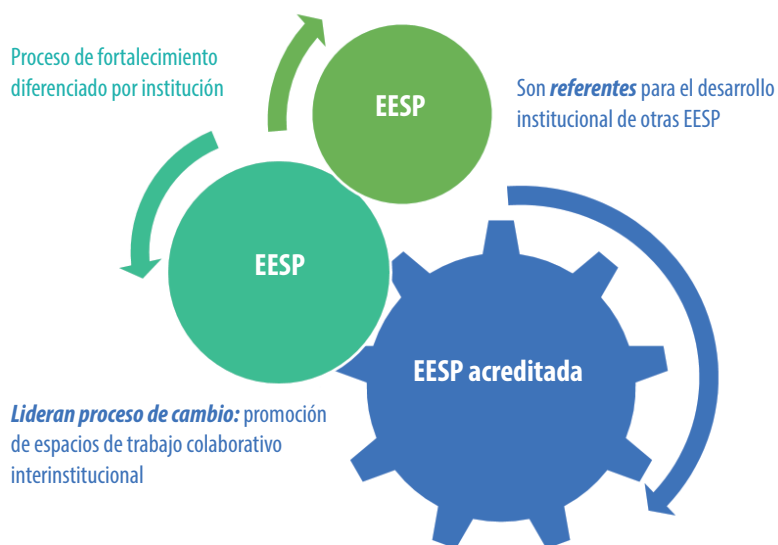 Proceso de fortalecimiento
diferenciado por institución
EESP
Son referentes para el desarrollo
institucional de otras EESP
EESP
EESP acreditada
Lideran proceso de cambio: promoción
de espacios de trabajo colaborativo
interinstitucional